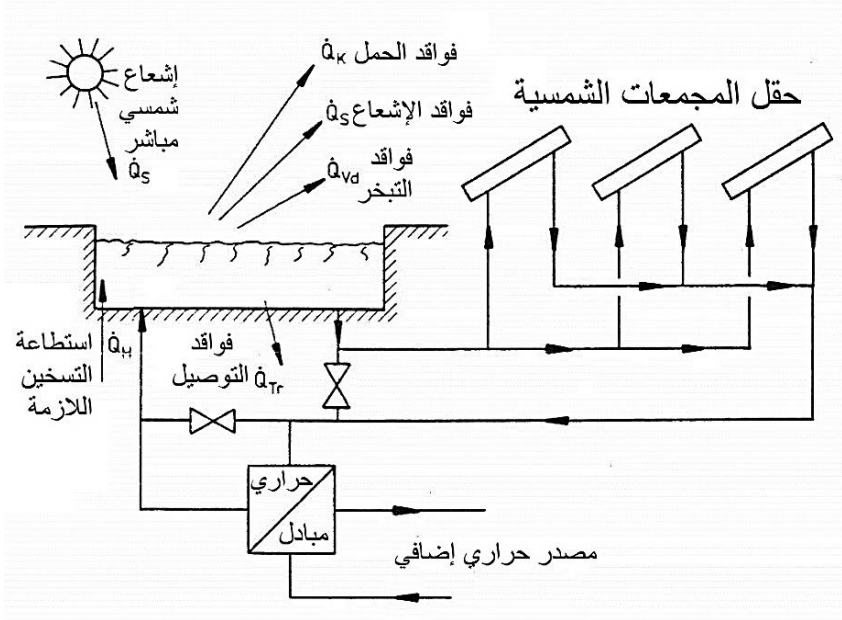 إشعاع
شمسي
مباشر
Q̇S
فواقد الحمل Q̇K
فواقد الإشعاع Q̇S
فواقد
التبخر
Q̇Vd
حقل المجمعات الشمسية
استطاعة
التسخين
اللازمة
Q̇H
فواقد
التوصيل
Q̇Tr
حراري
مبادل
مصدر حراري إضافي